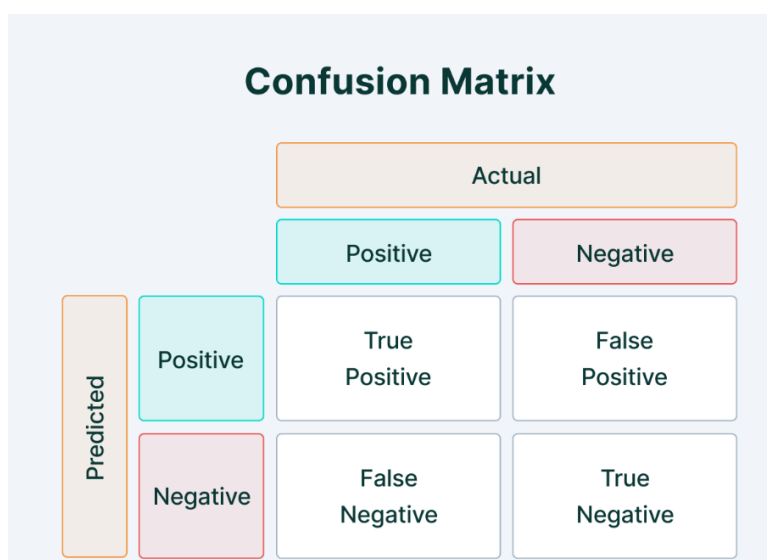 Confusion Matrix
Actual
Positive
Negative
Predicted
Positive
True
Positive
False
Positive
Negative
False
Negative
True
Negative